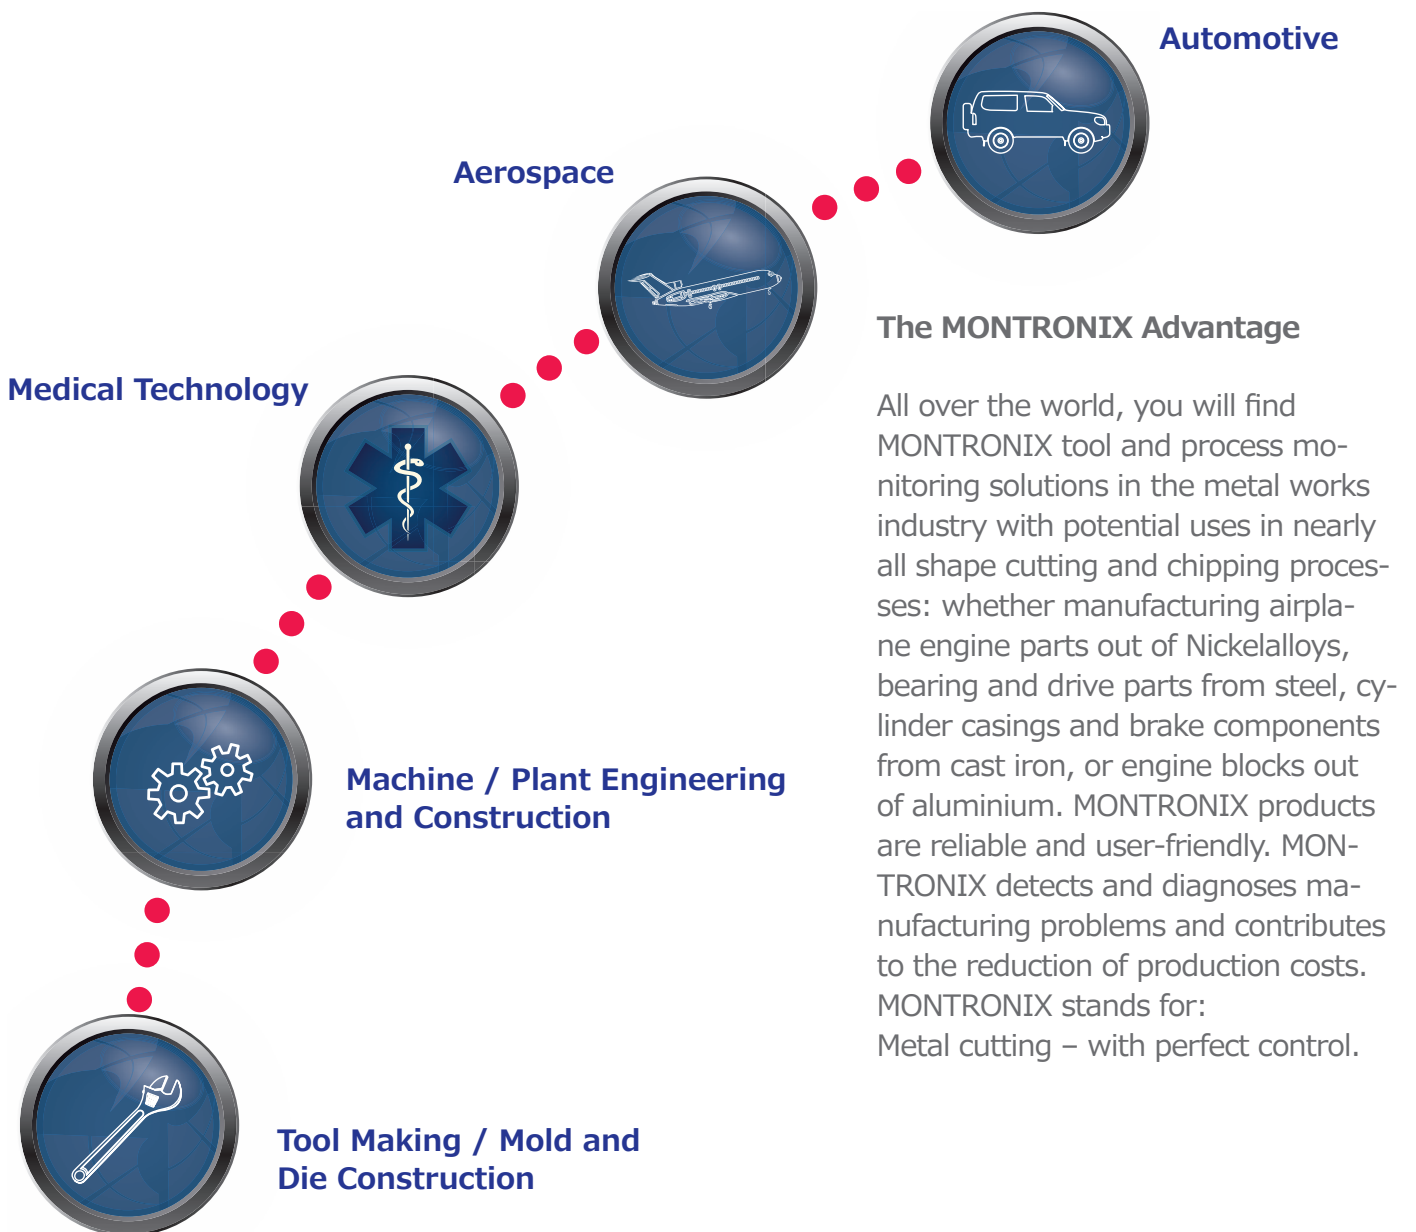 Automotive
Aerospace
Medical Technology
Machine / Plant Engineering
and Construction
Tool Making / Mold and
Die Construction
The MONTRONIX Advantage
All over the world, you will find
MONTRONIX tool and process mo-
nitoring solutions in the metal works
industry with potential uses in nearly
all shape cutting and chipping proces-
ses: whether manufacturing airpla-
ne engine parts out of Nickelalloys,
bearing and drive parts from steel, cy-
linder casings and brake components
from cast iron, or engine blocks out
of aluminium. MONTRONIX products
are reliable and user-friendly. MON-
TRONIX detects and diagnoses ma-
nufacturing problems and contributes
to the reduction of production costs.
MONTRONIX stands for:
Metal cutting – with perfect control.